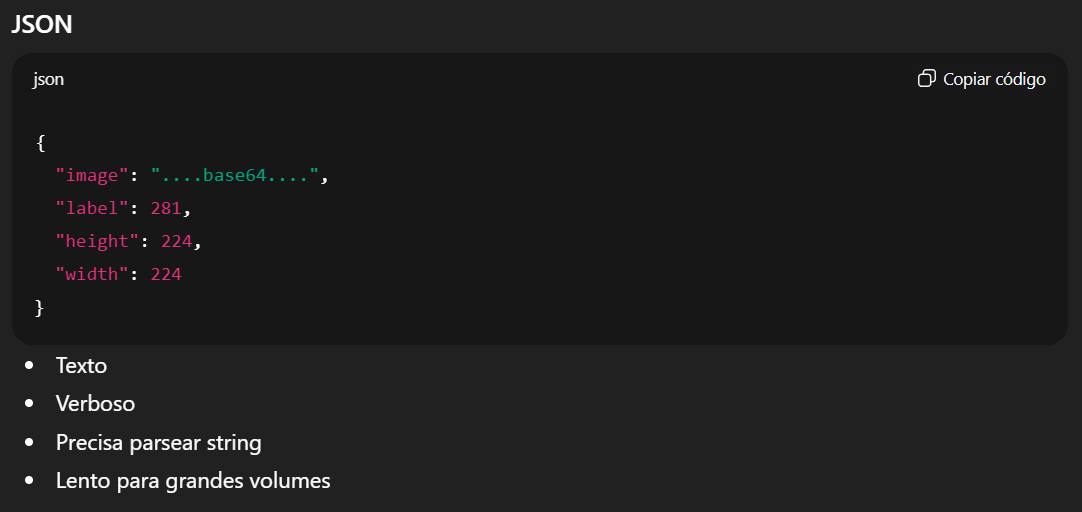 JSON
json
Copiar código
{
"image": "....base64....",
"label": 281,
"height": 224,
"width": 224
}
• Texto
• Verboso
• Precisa parsear string
• Lento para grandes volumes